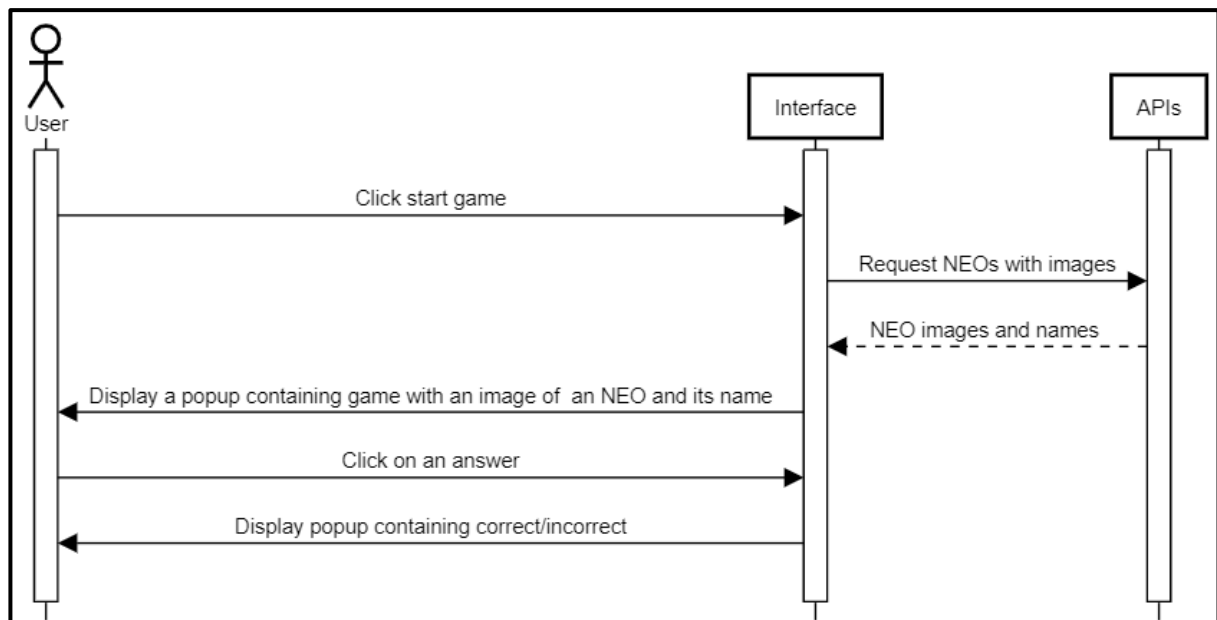 User
Interface
APIs
Click start game
Request NEOs with images
NEO images and names
Display a popup containing game with an image of  an NEO and its name
Click on an answer
Display popup containing correct/incorrect